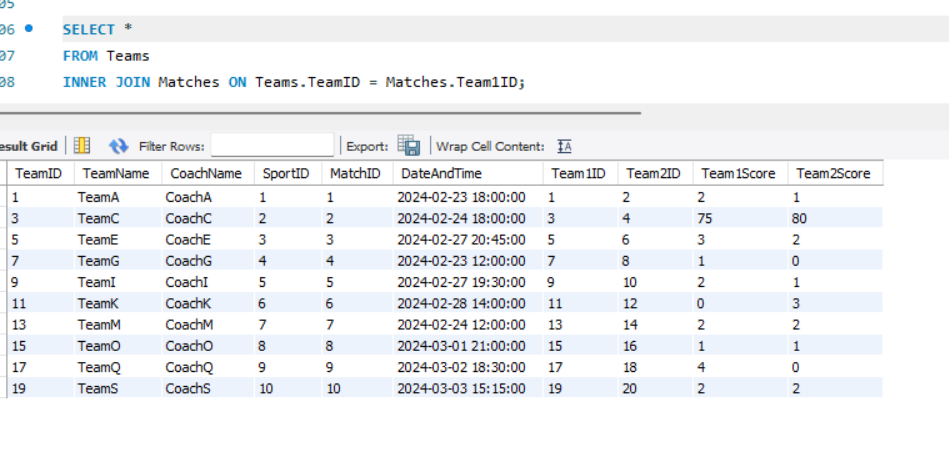 05
06 SELECT *
07 FROM Teams
08 INNER JOIN Matches ON Teams.TeamID = Matches.Team1ID;
esult Grid Filter Rows: Export: Wrap Cell Content: IA
TeamID TeamName CoachName SportID MatchID DateAndTime Team1ID Team2ID Team1Score Team2Score
1 TeamA CoachA 1 1 2024-02-23 18:00:00 1 2 2 1
3 TeamC CoachC 2 2 2024-02-24 18:00:00 3 4 75 80
5 TeamE CoachE 3 3 2024-02-27 20:45:00 5 6 3 2
7 TeamG CoachG 4 4 2024-02-23 12:00:00 7 8 1 0
9 TeamI CoachI 5 5 2024-02-27 19:30:00 9 10 2 1
11 TeamK CoachK 6 6 2024-02-28 14:00:00 11 12 0 3
13 TeamM CoachM 7 7 2024-02-24 12:00:00 13 14 2 2
15 TeamO CoachO 8 8 2024-03-01 21:00:00 15 16 1 1
17 TeamQ CoachQ 9 9 2024-03-02 18:30:00 17 18 4 0
19 TeamS CoachS 10 10 2024-03-03 15:15:00 19 20 2 2